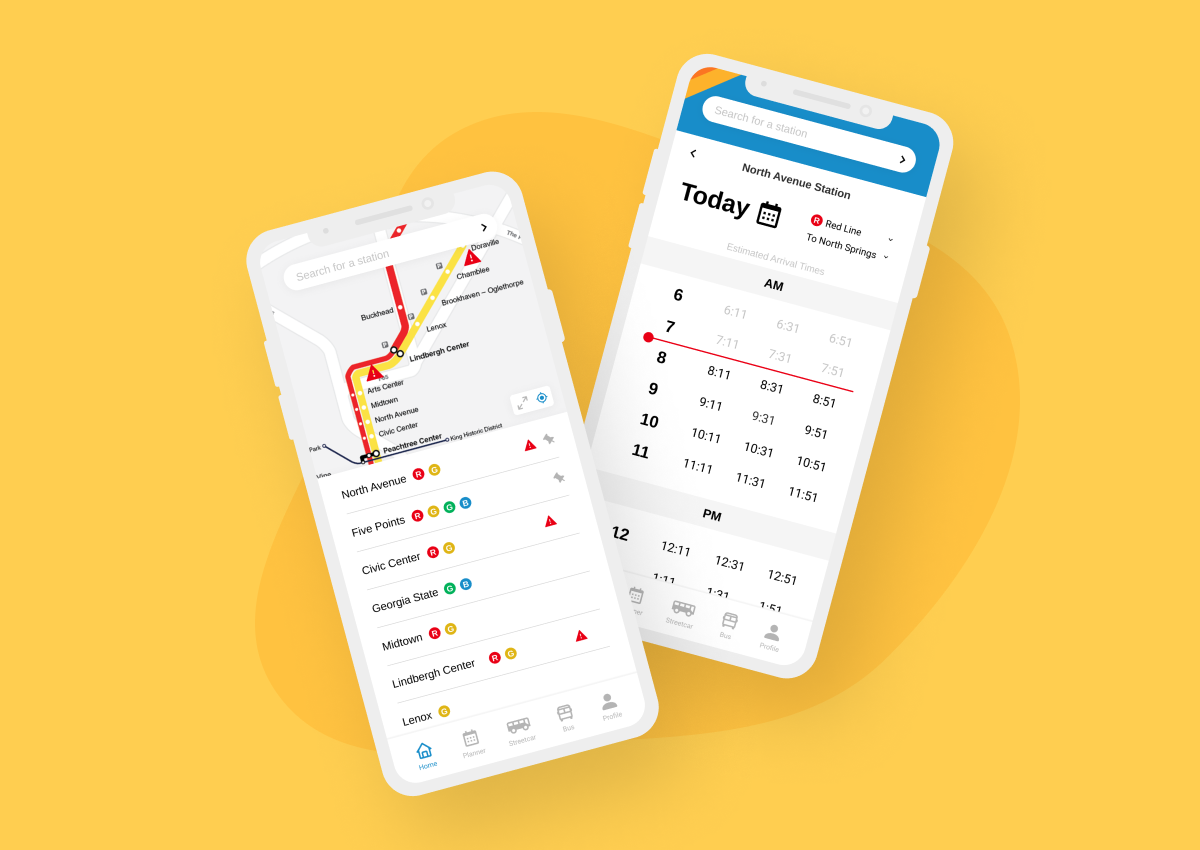 Search for a station
The
Doraville
Chamblee
Brookhaven – Oglethorpe
Buckhead
Lenox
Lindbergh Center
Arts Center
Midtown
North Avenue
Civic Center
Peachtree Center
King Historic District
Park
Vine
North Avenue R G
Five Points R G G B
Civic Center R G
Georgia State G B
Midtown R G
Lindbergh Center R G
Lenox G
Home Planner Streetcar Bus Profile
Search for a station
North Avenue Station
Today
R Red Line
To North Springs
Estimated Arrival Times
AM
6 6:11 6:31 6:51
7 7:11 7:31 7:51
8 8:11 8:31 8:51
9 9:11 9:31 9:51
10 10:11 10:31 10:51
11 11:11 11:31 11:51
PM
12 12:11 12:31 12:51
1:11 1:31 1:51
ner Streetcar Bus Profile